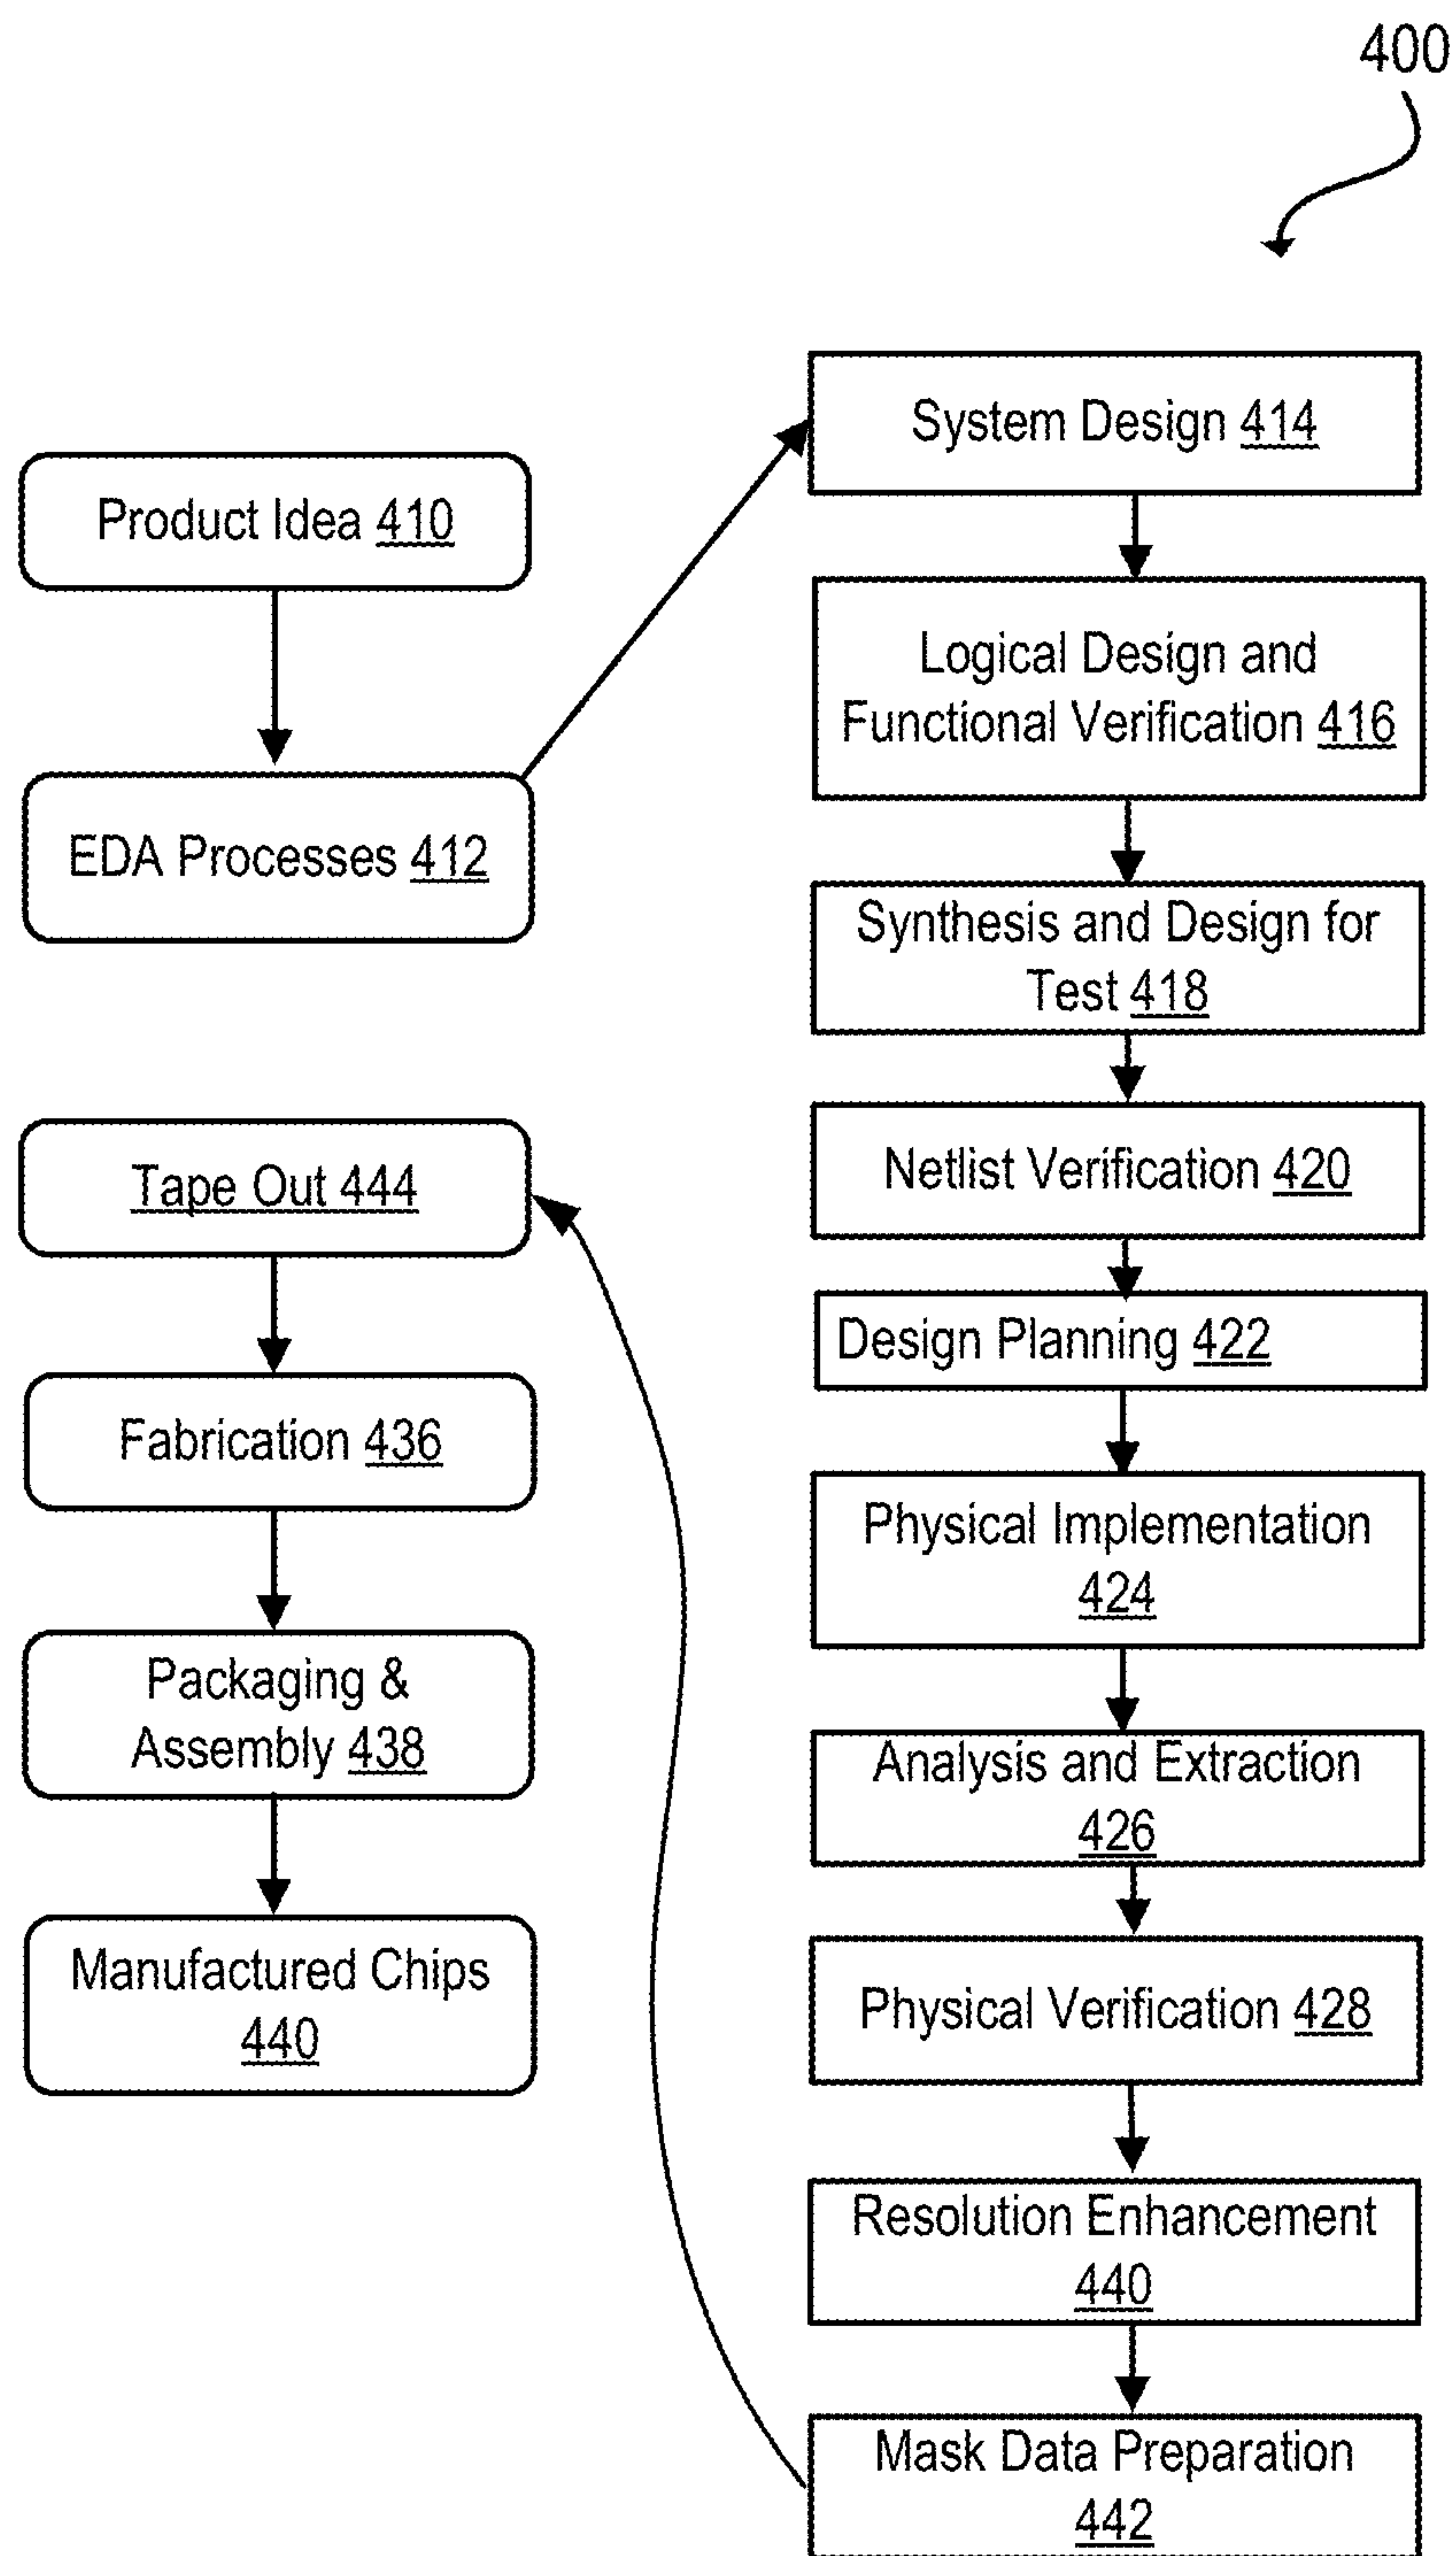 400
Product Idea 410
EDA Processes 412
System Design 414
Logical Design and
Functional Verification 416
Synthesis and Design for
Test 418
Netlist Verification 420
Design Planning 422
Physical Implementation
424
Analysis and Extraction
426
Physical Verification 428
Resolution Enhancement
440
Mask Data Preparation
442
Tape Out 444
Fabrication 436
Packaging &
Assembly 438
Manufactured Chips
440